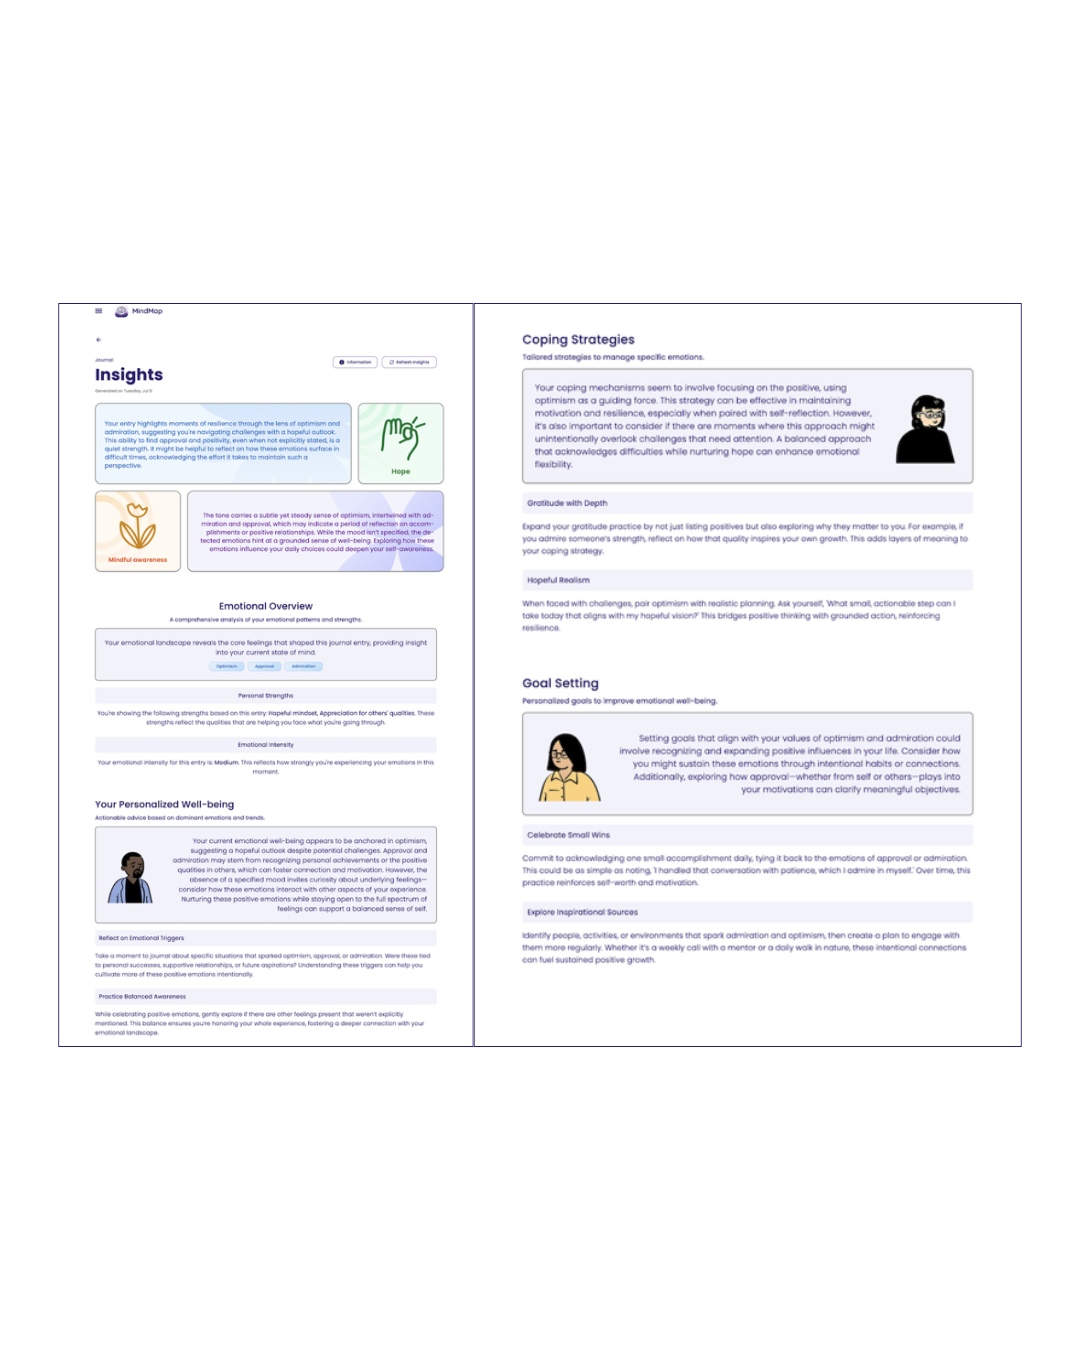 MindMap
Journal
Insights
Generated on Tuesday, Jul 8
Information
Refresh Insights
Your entry highlights moments of resilience through the lens of optimism and
admiration, suggesting you're navigating challenges with a hopeful outlook.
This ability to find approval and positivity, even when not explicitly stated, is a
quiet strength. It might be helpful to reflect on how these emotions surface in
difficult times, acknowledging the effort it takes to maintain such a
perspective.
Hope
Mindful awareness
The tone carries a subtle yet steady sense of optimism, intertwined with ad-
miration and approval, which may indicate a period of reflection on accom-
plishments or positive relationships. While the mood isn't specified, the de-
tected emotions hint at a grounded sense of well-being. Exploring how these
emotions influence your daily choices could deepen your self-awareness.
Emotional Overview
A comprehensive analysis of your emotional patterns and strengths.
Your emotional landscape reveals the core feelings that shaped this journal entry, providing insight
into your current state of mind.
Optimism
Approval
Admiration
Personal Strengths
You're showing the following strengths based on this entry: Hopeful mindset, Appreciation for others' qualities. These
strengths reflect the qualities that are helping you face what you're going through.
Emotional Intensity
Your emotional intensity for this entry is: Medium. This reflects how strongly you're experiencing your emotions in this
moment.
Your Personalized Well-being
Actionable advice based on dominant emotions and trends.
Your current emotional well-being appears to be anchored in optimism,
suggesting a hopeful outlook despite potential challenges. Approval and
admiration may stem from recognizing personal achievements or the positive
qualities in others, which can foster connection and motivation. However, the
absence of a specified mood invites curiosity about underlying feelings—
consider how these emotions interact with other aspects of your experience.
Nurturing these positive emotions while staying open to the full spectrum of
feelings can support a balanced sense of self.
Reflect on Emotional Triggers
Take a moment to journal about specific situations that sparked optimism, approval, or admiration. Were these tied
to personal successes, supportive relationships, or future aspirations? Understanding these triggers can help you
cultivate more of these positive emotions intentionally.
Practice Balanced Awareness
While celebrating positive emotions, gently explore if there are other feelings present that weren't explicitly
mentioned. This balance ensures you're honoring your whole experience, fostering a deeper connection with your
emotional landscape.
Coping Strategies
Tailored strategies to manage specific emotions.
Your coping mechanisms seem to involve focusing on the positive, using
optimism as a guiding force. This strategy can be effective in maintaining
motivation and resilience, especially when paired with self-reflection. However,
it's also important to consider if there are moments where this approach might
unintentionally overlook challenges that need attention. A balanced approach
that acknowledges difficulties while nurturing hope can enhance emotional
flexibility.
Gratitude with Depth
Expand your gratitude practice by not just listing positives but also exploring why they matter to you. For example, if
you admire someone's strength, reflect on how that quality inspires your own growth. This adds layers of meaning to
your coping strategy.
Hopeful Realism
When faced with challenges, pair optimism with realistic planning. Ask yourself, 'What small, actionable step can I
take today that aligns with my hopeful vision?' This bridges positive thinking with grounded action, reinforcing
resilience.
Goal Setting
Personalized goals to improve emotional well-being.
Setting goals that align with your values of optimism and admiration could
involve recognizing and expanding positive influences in your life. Consider how
you might sustain these emotions through intentional habits or connections.
Additionally, exploring how approval—whether from self or others—plays into
your motivations can clarify meaningful objectives.
Celebrate Small Wins
Commit to acknowledging one small accomplishment daily, tying it back to the emotions of approval or admiration.
This could be as simple as noting, 'I handled that conversation with patience, which I admire in myself.' Over time, this
practice reinforces self-worth and motivation.
Explore Inspirational Sources
Identify people, activities, or environments that spark admiration and optimism, then create a plan to engage with
them more regularly. Whether it's a weekly call with a mentor or a daily walk in nature, these intentional connections
can fuel sustained positive growth.